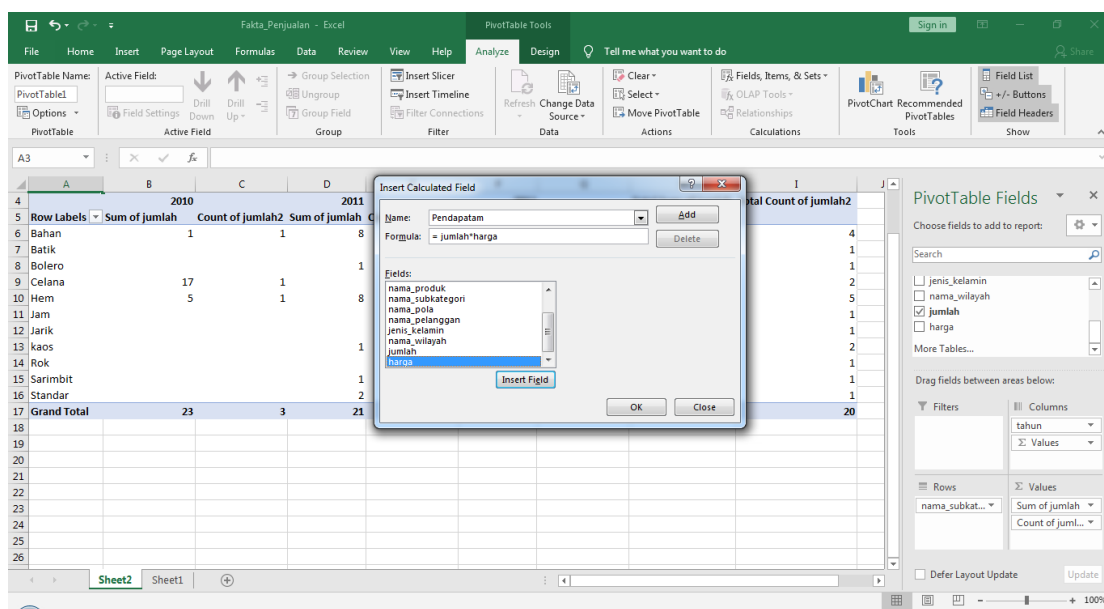 Fakta_Penjualan - Excel
PivotTable Tools
Sign in
File Home Insert Page Layout Formulas Data Review View Help Analyze Design Tell me what you want to do Share
PivotTable Name:
PivotTable1
Options
PivotTable
Active Field:
Field Settings
Drill Down
Drill Up
Active Field
Group Selection
Ungroup
Group Field
Group
Insert Slicer
Insert Timeline
Filter Connections
Filter
Refresh
Change Data Source
Data
Clear
Select
Move PivotTable
Actions
Fields, Items, & Sets
OLAP Tools
Relationships
Calculations
PivotChart
Recommended PivotTables
Tools
Field List
+/- Buttons
Field Headers
Show
A3 fx
A B C D I J
4 2010 2011
5 Row Labels Sum of jumlah Count of jumlah2 Sum of jumlah tal Count of jumlah2
6 Bahan 1 1 8 4
7 Batik 1
8 Bolero 1 1
9 Celana 17 1 2
10 Hem 5 1 8 5
11 Jam 1
12 Jarik 1
13 kaos 1 2
14 Rok 1
15 Sarimbit 1 1
16 Standar 2 1
17 Grand Total 23 3 21 20
18
19
20
21
22
23
24
25
26
Insert Calculated Field
Name: Pendapatam
Add
Formula: = jumlah*harga
Delete
Fields:
nama_produk
nama_subkategori
nama_pola
nama_pelanggan
jenis_kelamin
nama_wilayah
jumlah
harga
Insert Field
OK Close
PivotTable Fields
Choose fields to add to report:
Search
jenis_kelamin
nama_wilayah
jumlah
harga
More Tables...
Drag fields between areas below:
Filters
Columns
tahun
Σ Values
Rows
nama_subkat...
Σ Values
Sum of jumlah
Count of juml...
Defer Layout Update
Update
Sheet2 Sheet1
100%